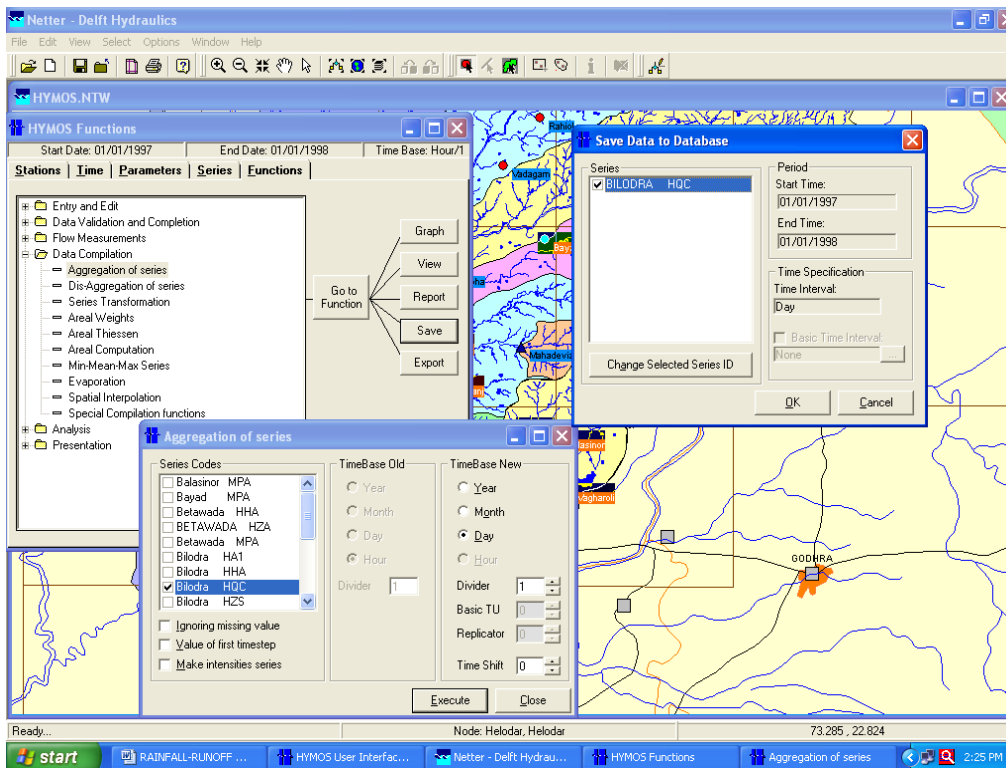 Netter - Delft Hydraulics
File Edit View Select Options Window Help
HYMOS.NTW
HYMOS Functions
Start Date: 01/01/1997 End Date: 01/01/1998 Time Base: Hour/1
Stations Time Parameters Series Functions
Entry and Edit
Data Validation and Completion
Flow Measurements
Data Compilation
Aggregation of series
Dis-Aggregation of series
Series Transformation
Areal Weights
Areal Thiessen
Areal Computation
Min-Mean-Max Series
Evaporation
Spatial Interpolation
Special Compilation functions
Analysis
Presentation
Go to Function
Graph
View
Report
Save
Export
Vadagam
Mahadevia
Vagharoli
GODHRA
Save Data to Database
Series
BILODRA HQC
Change Selected Series ID
Period
Start Time:
01/01/1997
End Time:
01/01/1998
Time Specification
Time Interval:
Day
Basic Time Interval:
None ...
OK Cancel
Aggregation of series
Series Codes
Balasinor MPA
Bayad MPA
Betawada HHA
BETAWADA HZA
Betawada MPA
Bilodra HA1
Bilodra HHA
Bilodra HQC
Bilodra HZS
Ignoring missing value
Value of first timestep
Make intensities series
TimeBase Old
Year
Month
Day
Hour
Divider 1
TimeBase New
Year
Month
Day
Hour
Divider 1
Basic TU 0
Replicator 0
Time Shift 0
Execute Close
Ready... Node: Helodar, Helodar 73.285 , 22.824
start RAINFALL-RUNOFF ... HYMOS User Interfac... Netter - Delft Hydrau... HYMOS Functions Aggregation of series 2:25 PM